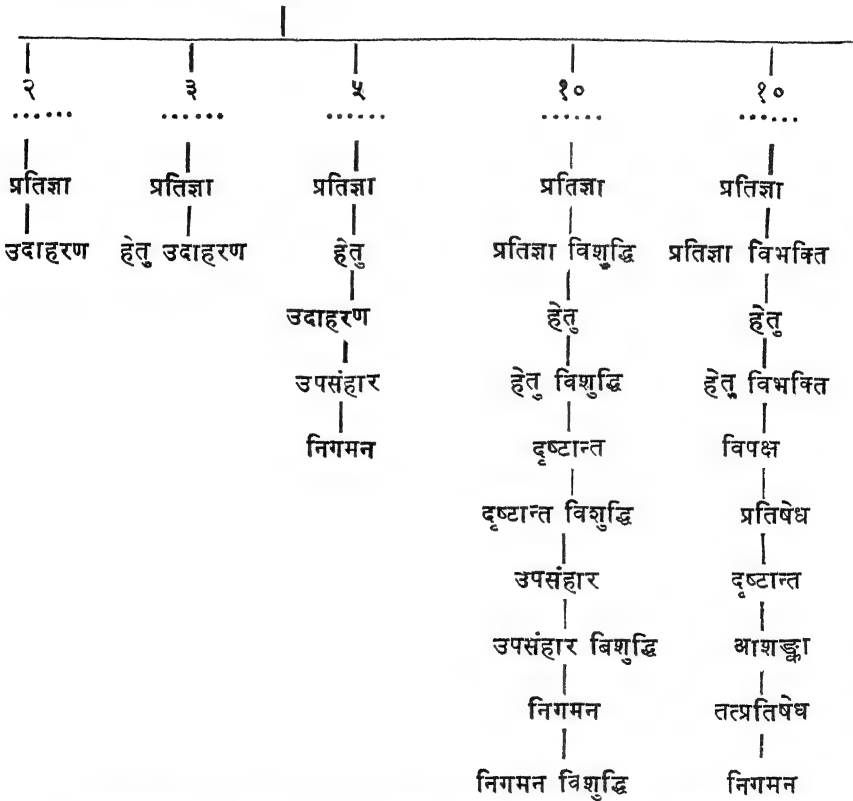 २ ३ ५ १० १०
...... ...... ...... ...... ......
प्रतिज्ञा प्रतिज्ञा प्रतिज्ञा प्रतिज्ञा प्रतिज्ञा
उदाहरण हेतु उदाहरण हेतु प्रतिज्ञा विशुद्धि प्रतिज्ञा विभक्ति
उदाहरण हेतु हेतु
उपसंहार हेतु विशुद्धि हेतु विभक्ति
निगमन दृष्टान्त विपक्ष
दृष्टान्त विशुद्धि प्रतिषेध
उपसंहार दृष्टान्त
उपसंहार बिशुद्धि आशङ्का
निगमन तत्प्रतिषेध
निगमन विशुद्धि निगमन